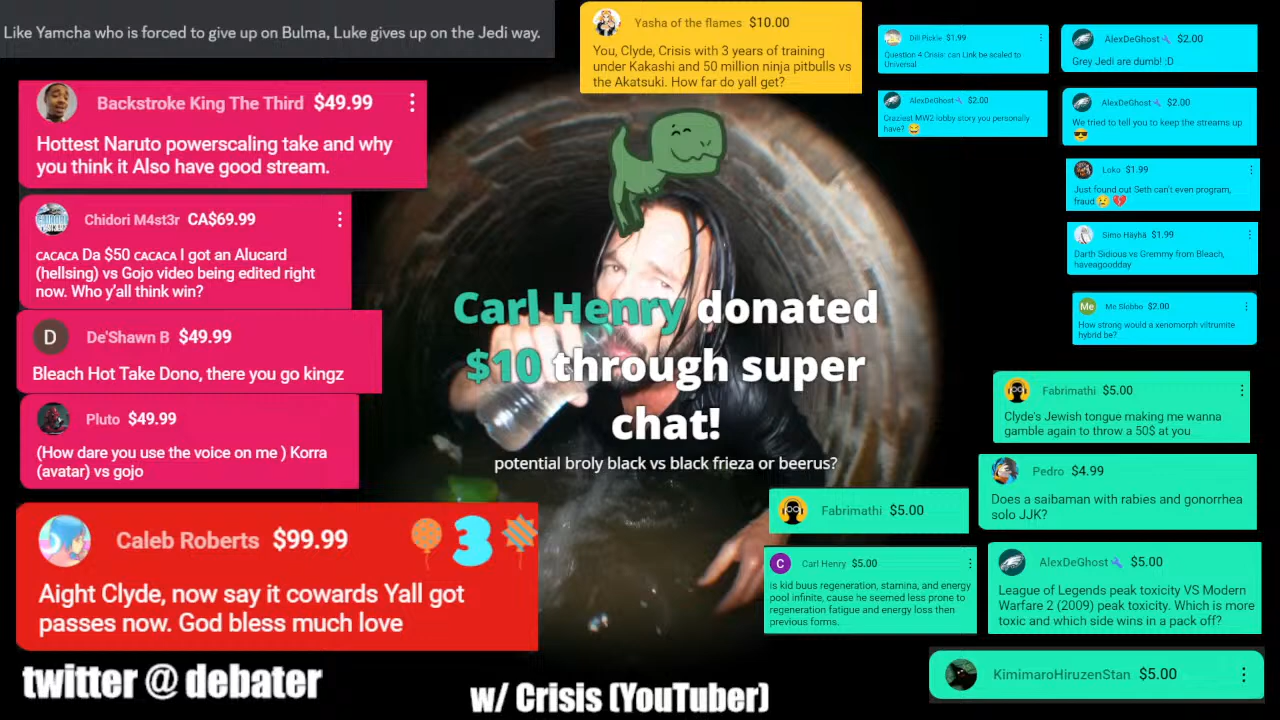 Like Yamcha who is forced to give up on Bulma, Luke gives up on the Jedi way.
Yasha of the flames $10.00
You, Clyde, Crisis with 3 years of training
under Kakashi and 50 million ninja pitbulls vs
the Akatsuki. How far do yall get?
Dill Pickle $1.99
Question 4 Crisis: can Link be scaled to
Universal
AlexDeGhost $2.00
Grey Jedi are dumb! :D
AlexDeGhost $2.00
Craziest MW2 lobby story you personally
have? 😂
AlexDeGhost $2.00
We tried to tell you to keep the streams up
😎
Loko $1.99
Just found out Seth can't even program,
fraud 😢 💔
Simo Häyhä $1.99
Darth Sidious vs Gremmy from Bleach,
haveagoodday
Me
Me Slobbo $2.00
How strong would a xenomorph viltrumite
hybrid be?
Backstroke King The Third $49.99
Hottest Naruto powerscaling take and why
you think it Also have good stream.
Chidori M4st3r CA$69.99
ᴄᴀᴄᴀᴄᴀ Da $50 ᴄᴀᴄᴀᴄᴀ I got an Alucard
(hellsing) vs Gojo video being edited right
now. Who y'all think win?
D
De'Shawn B $49.99
Bleach Hot Take Dono, there you go kingz
Pluto $49.99
(How dare you use the voice on me ) Korra
(avatar) vs gojo
Caleb Roberts $99.99
3
Aight Clyde, now say it cowards Yall got
passes now. God bless much love
Carl Henry donated
$10 through super
chat!
potential broly black vs black frieza or beerus?
Fabrimathi $5.00
Clyde's Jewish tongue making me wanna
gamble again to throw a 50$ at you
Pedro $4.99
Does a saibaman with rabies and gonorrhea
solo JJK?
Fabrimathi $5.00
C
Carl Henry $5.00
is kid buus regeneration, stamina, and energy
pool infinite, cause he seemed less prone to
regeneration fatigue and energy loss then
previous forms.
AlexDeGhost $5.00
League of Legends peak toxicity VS Modern
Warfare 2 (2009) peak toxicity. Which is more
toxic and which side wins in a pack off?
KimimaroHiruzenStan $5.00
twitter @ debater
w/ Crisis (YouTuber)